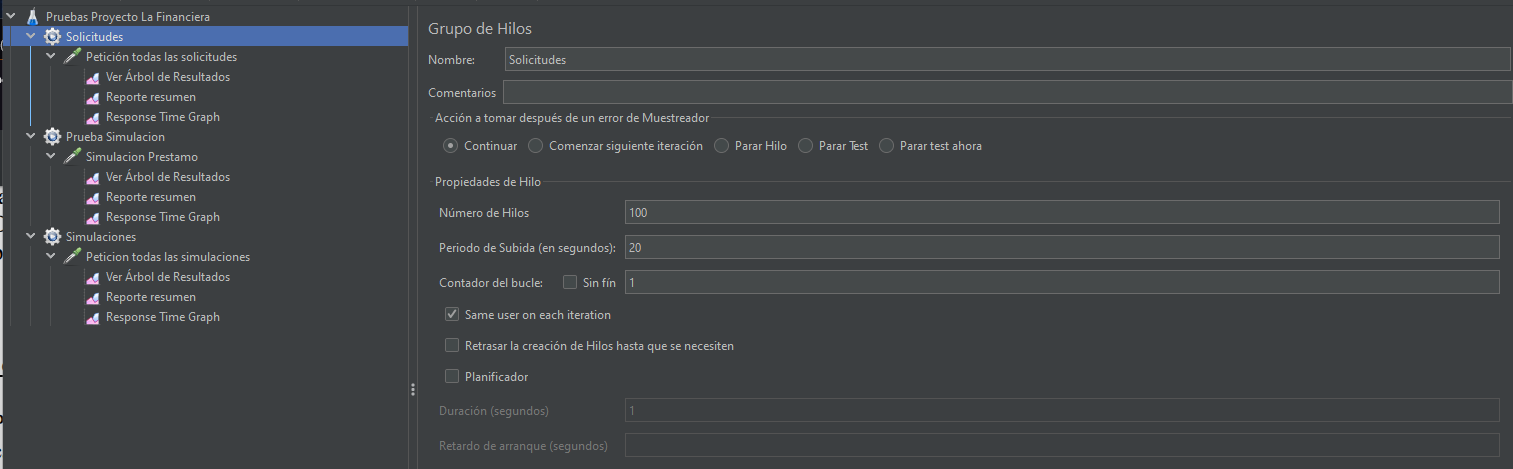 Pruebas Proyecto La Financiera
Solicitudes
Petición todas las solicitudes
Ver Árbol de Resultados
Reporte resumen
Response Time Graph
Prueba Simulacion
Simulacion Prestamo
Ver Árbol de Resultados
Reporte resumen
Response Time Graph
Simulaciones
Peticion todas las simulaciones
Ver Árbol de Resultados
Reporte resumen
Response Time Graph
Grupo de Hilos
Nombre: Solicitudes
Comentarios
Acción a tomar después de un error de Muestreador
Continuar Comenzar siguiente iteración Parar Hilo Parar Test Parar test ahora
Propiedades de Hilo
Número de Hilos 100
Periodo de Subida (en segundos): 20
Contador del bucle: Sin fín 1
Same user on each iteration
Retrasar la creación de Hilos hasta que se necesiten
Planificador
Duración (segundos) 1
Retardo de arranque (segundos)